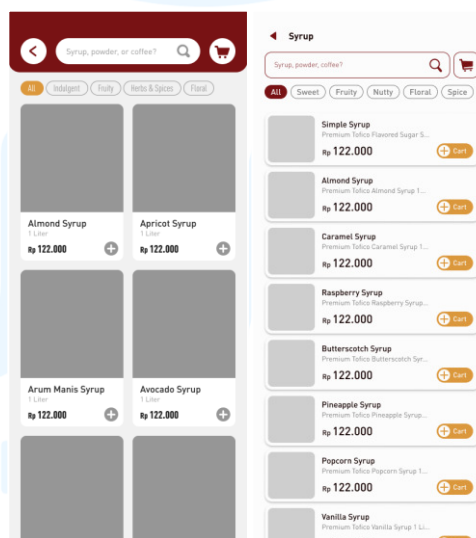 Syrup, powder, or coffee?
All
Indulgent
Fruity
Herbs & Spices
Floral
Almond Syrup
1 Liter
Rp 122.000
Apricot Syrup
1 Liter
Rp 122.000
Arum Manis Syrup
1 Liter
Rp 122.000
Avocado Syrup
1 Liter
Rp 122.000
Syrup
Syrup, powder, coffee?
All
Sweet
Fruity
Nutty
Floral
Spice
Simple Syrup
Premium Tofico Flavored Sugar S...
Rp 122.000
Cart
Almond Syrup
Premium Tofico Almond Syrup 1...
Rp 122.000
Cart
Caramel Syrup
Premium Tofico Caramel Syrup 1...
Rp 122.000
Cart
Raspberry Syrup
Premium Tofico Raspberry Syrup...
Rp 122.000
Cart
Butterscotch Syrup
Premium Tofico Butterscotch Syr...
Rp 122.000
Cart
Pineapple Syrup
Premium Tofico Pineapple Syrup...
Rp 122.000
Cart
Popcorn Syrup
Premium Tofico Popcorn Syrup 1...
Rp 122.000
Cart
Vanilla Syrup
Premium Tofico Vanilla Syrup 1 Li...